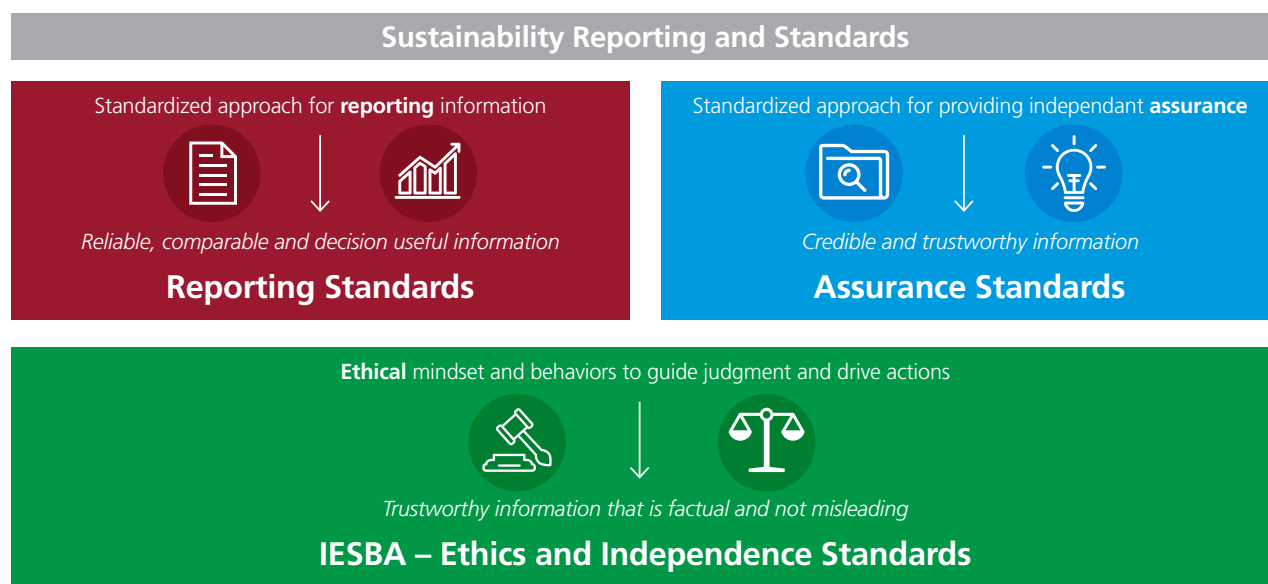 Sustainability Reporting and Standards
Standardized approach for reporting information
Reliable, comparable and decision useful information
Reporting Standards
Standardized approach for providing independant assurance
Credible and trustworthy information
Assurance Standards
Ethical mindset and behaviors to guide judgment and drive actions
Trustworthy information that is factual and not misleading
IESBA – Ethics and Independence Standards